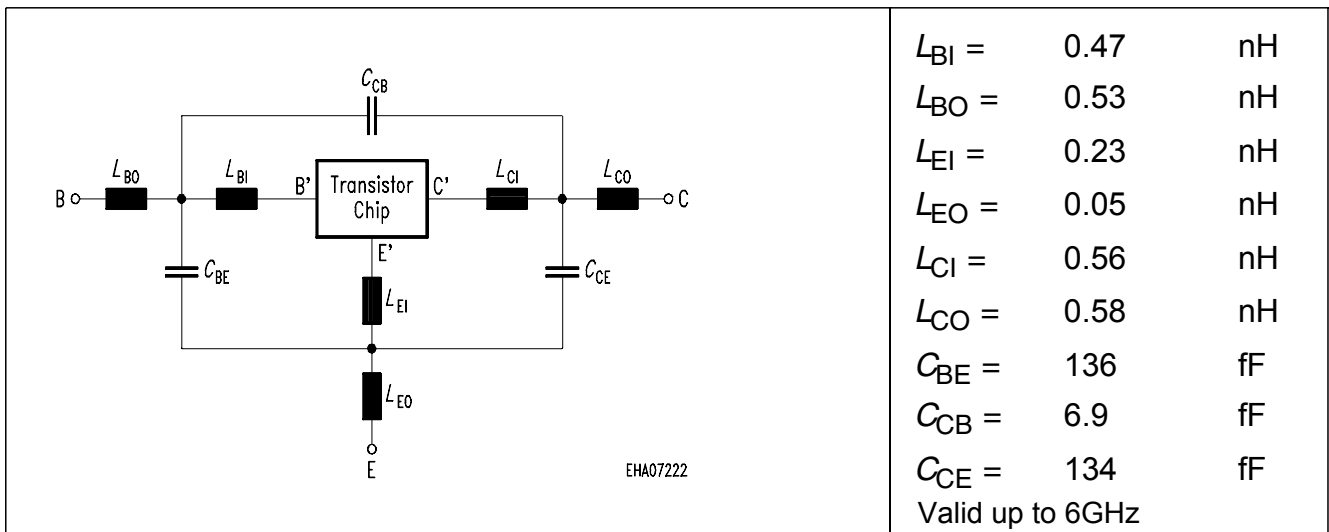 C_CB
L_BO
L_BI
B' Transistor C'
Chip
L_CI
L_CO
B
C
E'
C_BE
L_EI
C_CE
L_EO
E
EHA07222
L_BI = 0.47 nH
L_BO = 0.53 nH
L_EI = 0.23 nH
L_EO = 0.05 nH
L_CI = 0.56 nH
L_CO = 0.58 nH
C_BE = 136 fF
C_CB = 6.9 fF
C_CE = 134 fF
Valid up to 6GHz